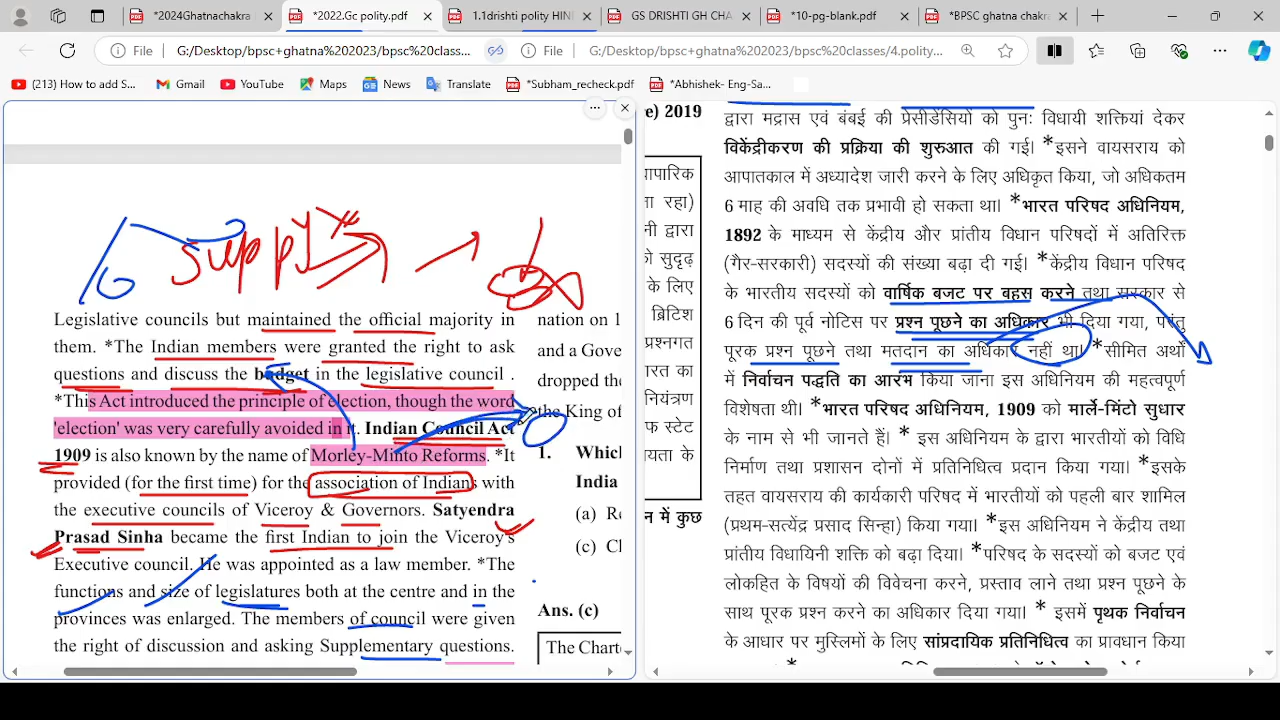 *2024Ghatnachakra
*2022.Gc polity.pdf
1.1drishti polity HIND
GS DRISHTI GH CHA
*10-pg-blank.pdf
*BPSC ghatna chakra
File
G:/Desktop/bpsc+ghatna%202023/bpsc%20class...
File
G:/Desktop/bpsc+ghatna%202023/bpsc%20classes/4.polity...
(213) How to add S...
Gmail
YouTube
Maps
News
Translate
*Subham_recheck.pdf
*Abhishek- Eng-Sa...
supply
Legislative councils but maintained the official majority in
them. *The Indian members were granted the right to ask
questions and discuss the budget in the legislative council .
*This Act introduced the principle of election, though the word
'election' was very carefully avoided in it. Indian Council Act
1909 is also known by the name of Morley-Minto Reforms. *It
provided (for the first time) for the association of Indians with
the executive councils of Viceroy & Governors. Satyendra
Prasad Sinha became the first Indian to join the Viceroy's
Executive council. He was appointed as a law member. *The
functions and size of legislatures both at the centre and in the
provinces was enlarged. The members of council were given
the right of discussion and asking Supplementary questions.
nation on 1
and a Gove
dropped the
the King of
1. Whic
India
(a) Re
(c) Cl
Ans. (c)
The Charte
e) 2019
यापारिक
ा रहा)
नी द्वारा
को सुदृढ़
के लिए
ब्रिटिश
प्रश्नगत
ारत का
नियंत्रण
फ स्टेट
यता के
न में कुछ
द्वारा मद्रास एवं बंबई की प्रेसीडेंसियों को पुनः विधायी शक्तियां देकर
विकेंद्रीकरण की प्रक्रिया की शुरुआत की गई। *इसने वायसराय को
आपातकाल में अध्यादेश जारी करने के लिए अधिकृत किया, जो अधिकतम
6 माह की अवधि तक प्रभावी हो सकता था। *भारत परिषद अधिनियम,
1892 के माध्यम से केंद्रीय और प्रांतीय विधान परिषदों में अतिरिक्त
(गैर-सरकारी) सदस्यों की संख्या बढ़ा दी गई। *केंद्रीय विधान परिषद
के भारतीय सदस्यों को वार्षिक बजट पर बहस करने तथा सरकार से
6 दिन की पूर्व नोटिस पर प्रश्न पूछने का अधिकार भी दिया गया, परंतु
पूरक प्रश्न पूछने तथा मतदान का अधिकार नहीं था। *सीमित अर्थों
में निर्वाचन पद्धति का आरंभ किया जाना इस अधिनियम की महत्वपूर्ण
विशेषता थी। *भारत परिषद अधिनियम, 1909 को मार्ले-मिंटो सुधार
के नाम से भी जानते हैं। * इस अधिनियम के द्वारा भारतीयों को विधि
निर्माण तथा प्रशासन दोनों में प्रतिनिधित्व प्रदान किया गया। *इसके
तहत वायसराय की कार्यकारी परिषद में भारतीयों को पहली बार शामिल
(प्रथम-सत्येंद्र प्रसाद सिन्हा) किया गया। *इस अधिनियम ने केंद्रीय तथा
प्रांतीय विधायिनी शक्ति को बढ़ा दिया। *परिषद के सदस्यों को बजट एवं
लोकहित के विषयों की विवेचना करने, प्रस्ताव लाने तथा प्रश्न पूछने के
साथ पूरक प्रश्न करने का अधिकार दिया गया। * इसमें पृथक निर्वाचन
के आधार पर मुस्लिमों के लिए सांप्रदायिक प्रतिनिधित्व का प्रावधान किया